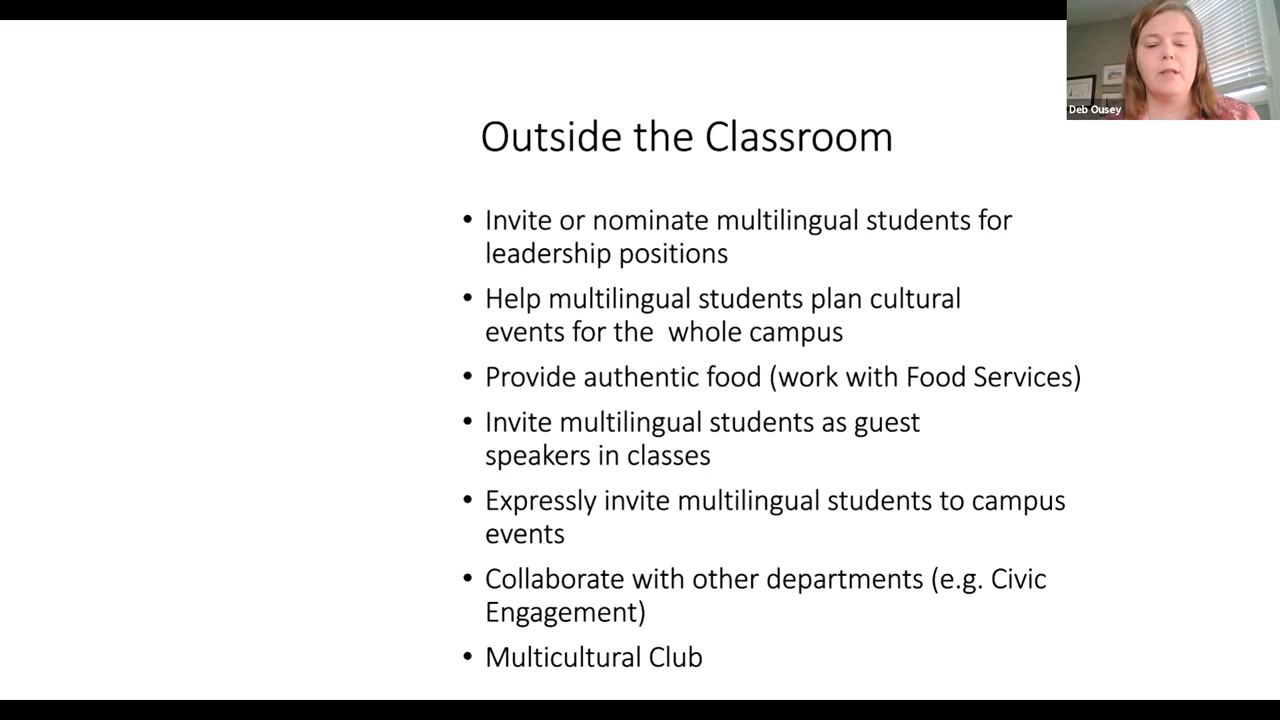 Deb Ousey
Outside the Classroom
• Invite or nominate multilingual students for
leadership positions
• Help multilingual students plan cultural
events for the  whole campus
• Provide authentic food (work with Food Services)
• Invite multilingual students as guest
speakers in classes
• Expressly invite multilingual students to campus
events
• Collaborate with other departments (e.g. Civic
Engagement)
• Multicultural Club